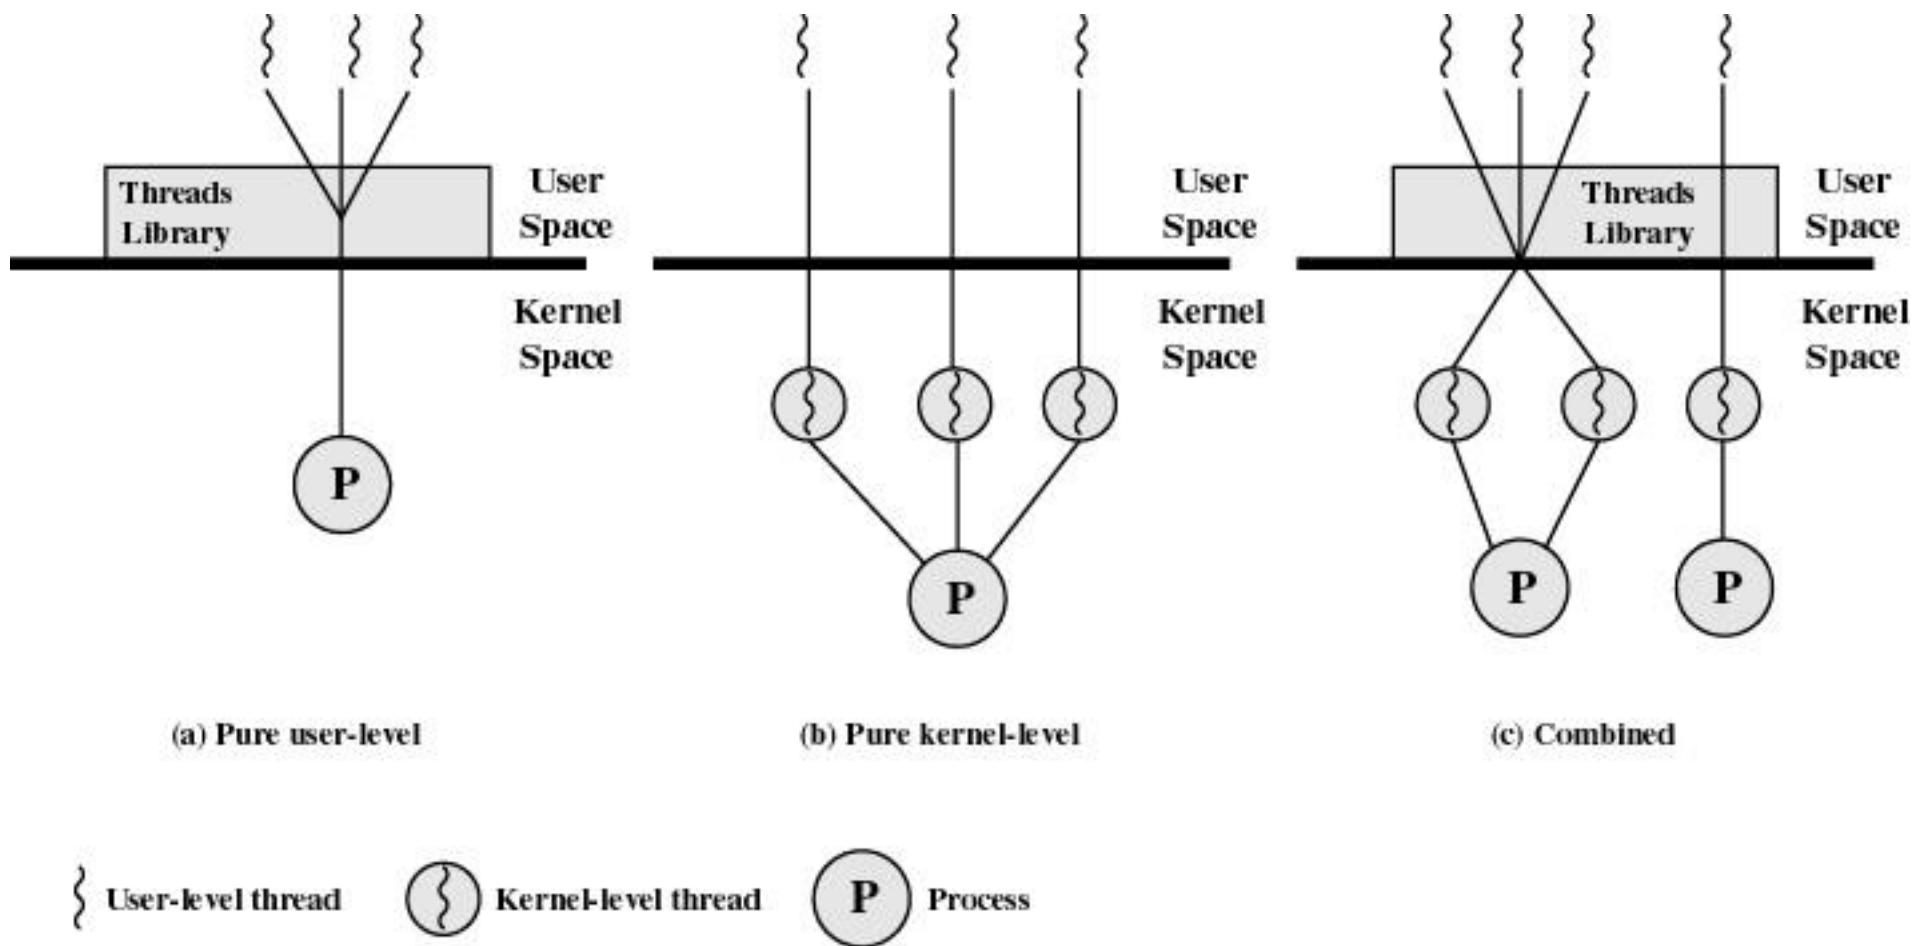 Threads
Library
User
Space
Kernel
Space
P
(a) Pure user-level
User
Space
Kernel
Space
P
(b) Pure kernel-level
Threads
Library
User
Space
Kernel
Space
P
P
(c) Combined
User-level thread
Kernel-level thread
P
Process